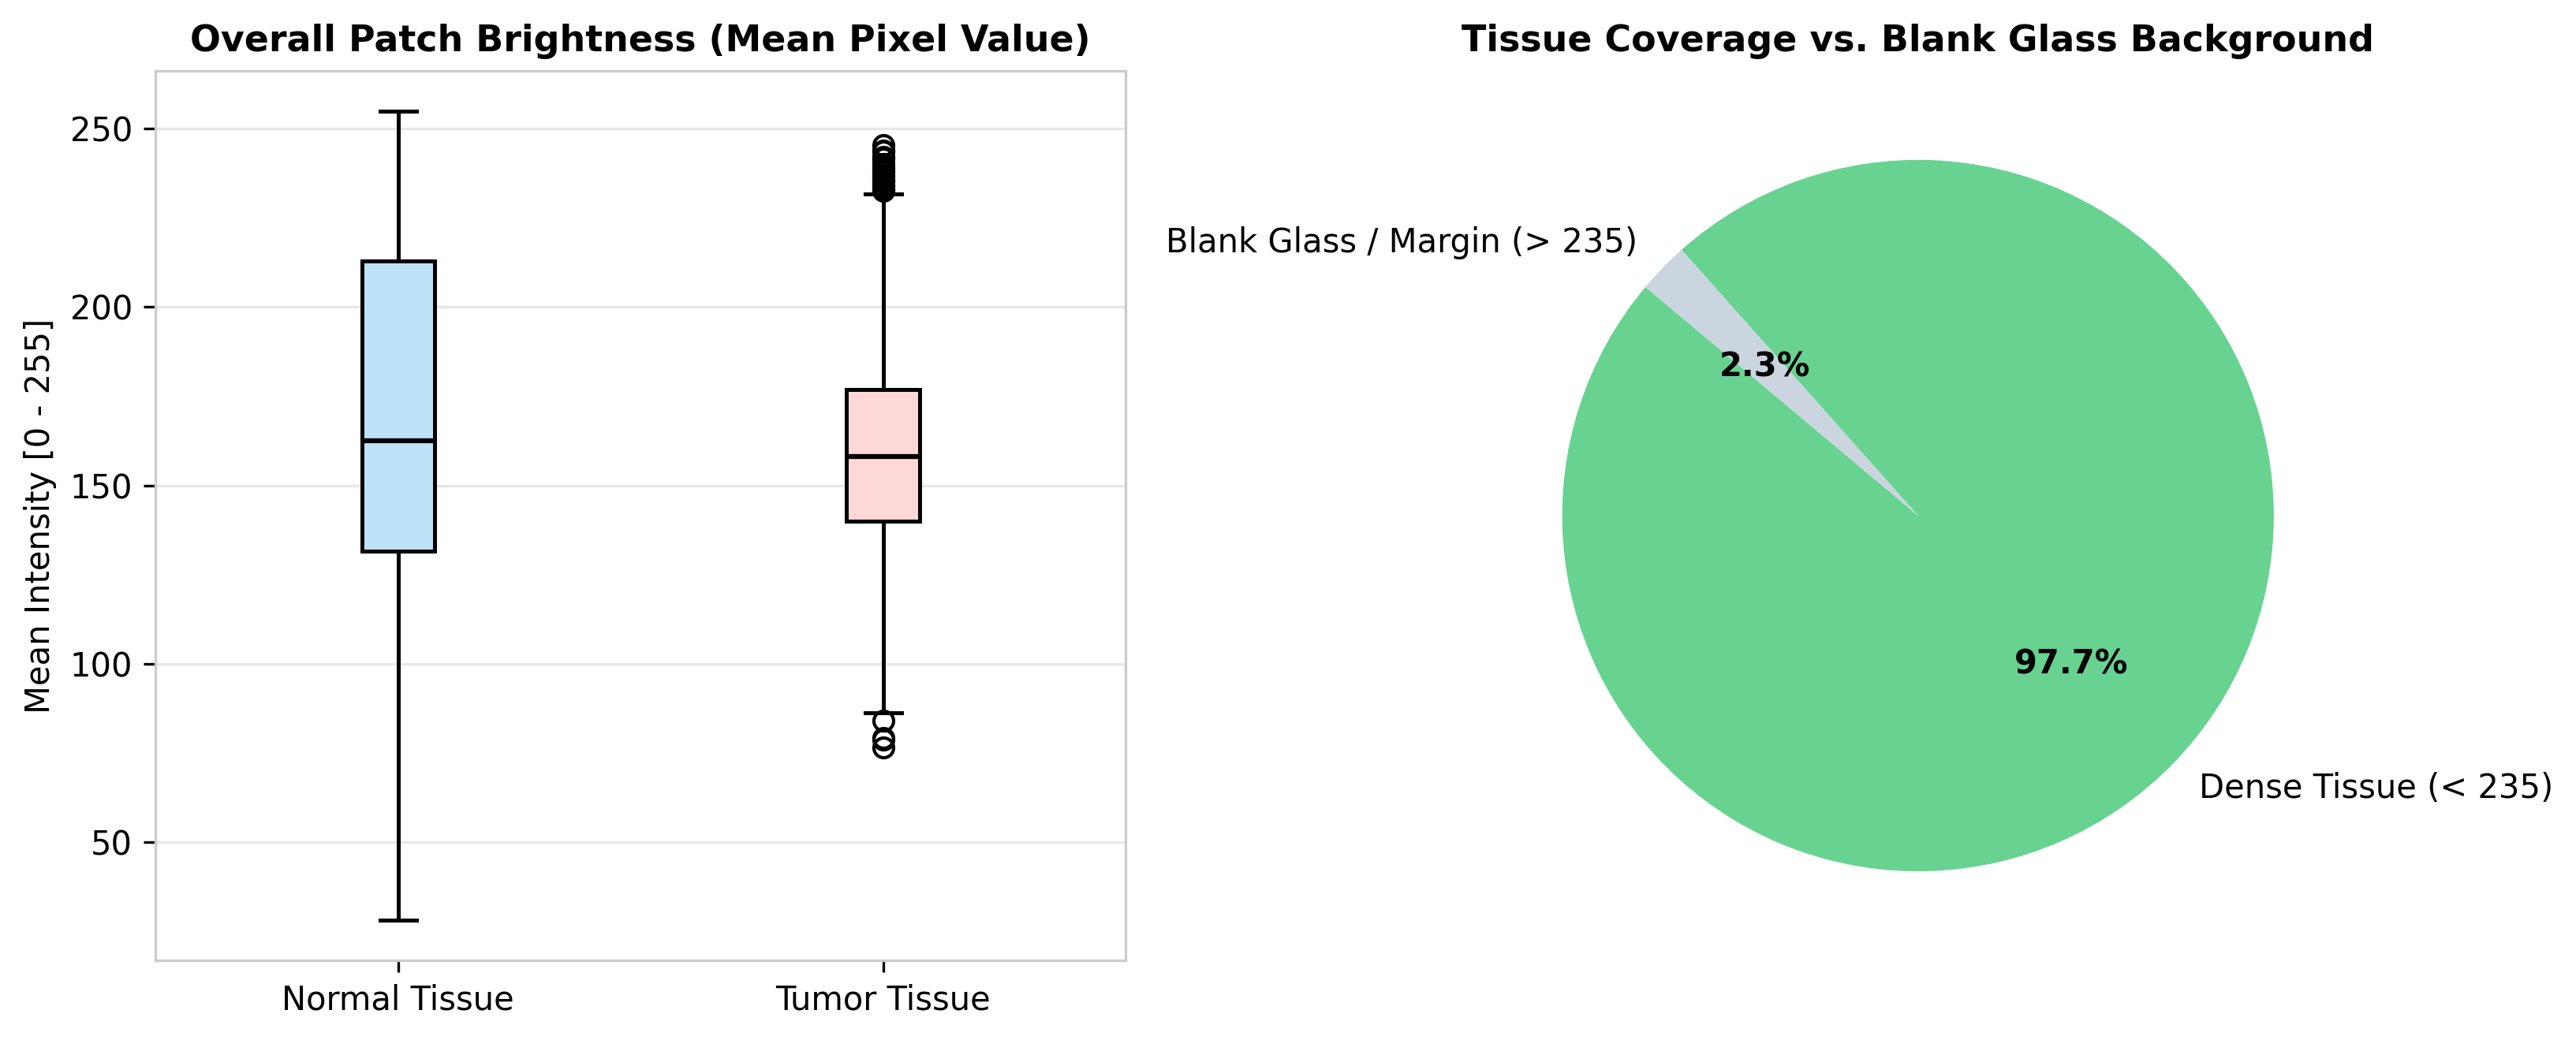 Overall Patch Brightness (Mean Pixel Value)
Mean Intensity [0 - 255]
250
200
150
100
50
Normal Tissue
Tumor Tissue
Tissue Coverage vs. Blank Glass Background
Blank Glass / Margin (> 235)
2.3%
97.7%
Dense Tissue (< 235)